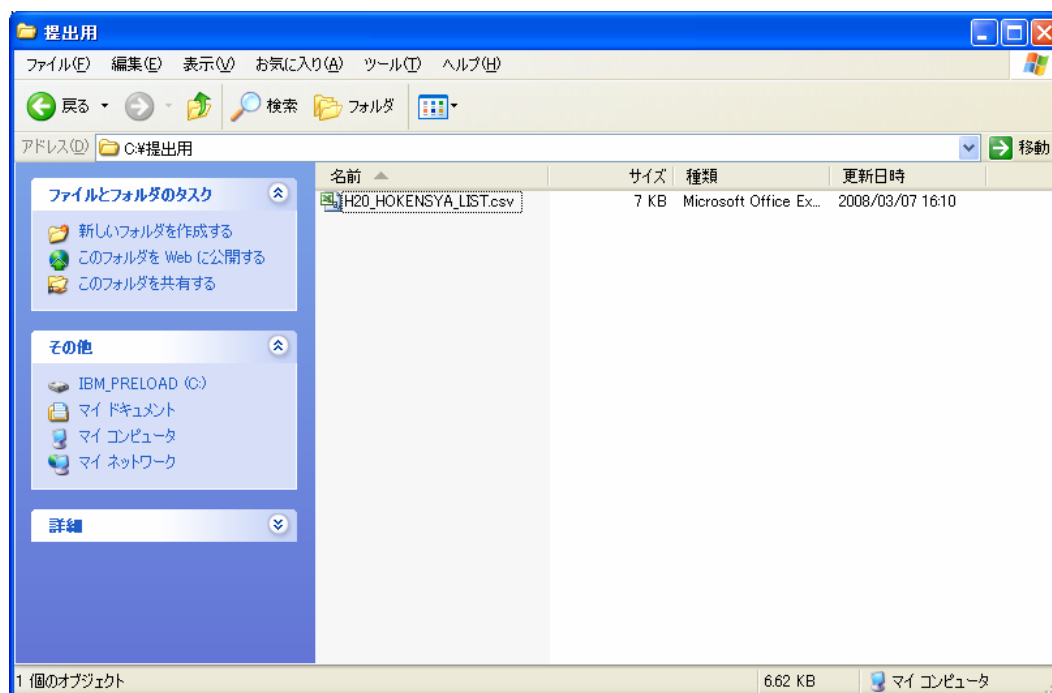 提出用
ファイル(F) 編集(E) 表示(V) お気に入り(A) ツール(T) ヘルプ(H)
戻る 検索 フォルダ
アドレス(D) C:¥提出用 移動
名前 サイズ 種類 更新日時
H20_HOKENSYA_LIST.csv 7 KB Microsoft Office Ex... 2008/03/07 16:10
ファイルとフォルダのタスク
新しいフォルダを作成する
このフォルダを Web に公開する
このフォルダを共有する
その他
IBM_PRELOAD (C:)
マイ ドキュメント
マイ コンピュータ
マイ ネットワーク
詳細
1 個のオブジェクト 6.62 KB マイ コンピュータ